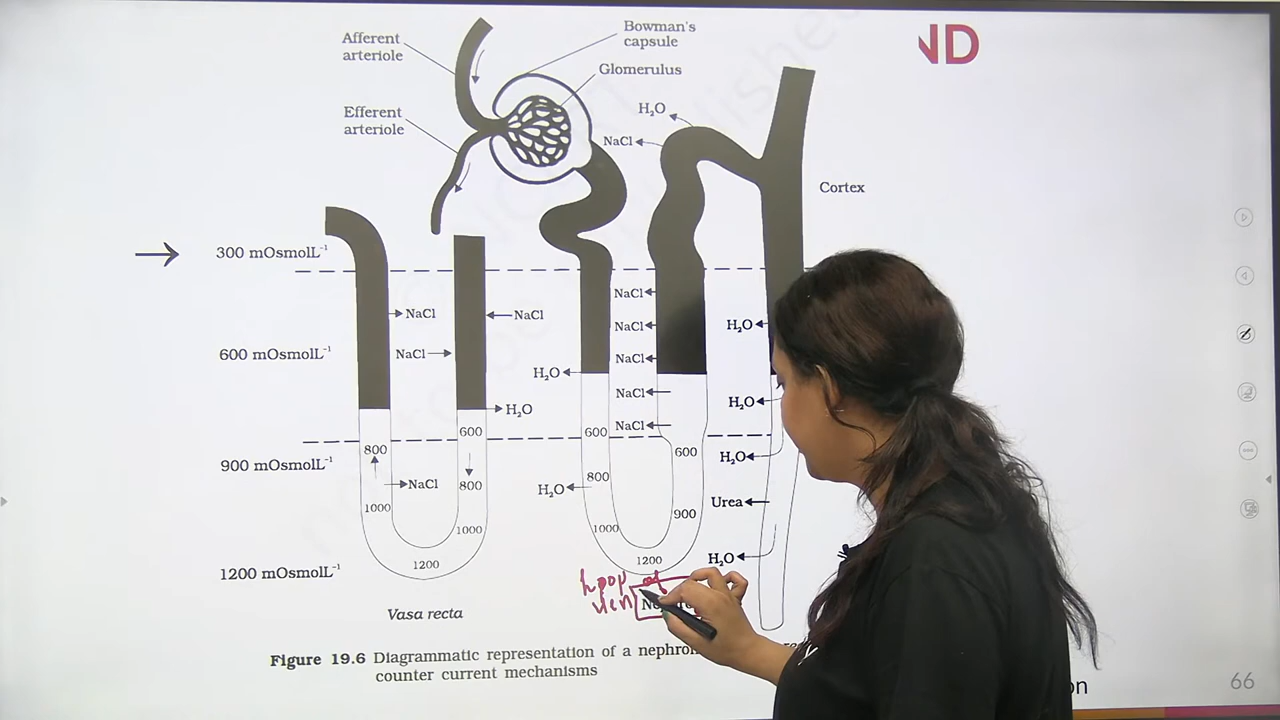 ND
Afferent
arteriole
Bowman's
capsule
Glomerulus
Efferent
arteriole
H₂O
NaCl
Cortex
300 mOsmolL⁻¹
NaCl
NaCl
NaCl
NaCl
H₂O
NaCl
600 mOsmolL⁻¹
NaCl
NaCl
H₂O
NaCl
H₂O
H₂O
NaCl
600
600
800
600
900 mOsmolL⁻¹
H₂O
800
NaCl
800
H₂O
Urea
1000
1000
1000
900
1200
1200
H₂O
1200 mOsmolL⁻¹
Loop of
Vasa recta
Figure 19.6 Diagrammatic representation of a nephron
counter current mechanisms
66